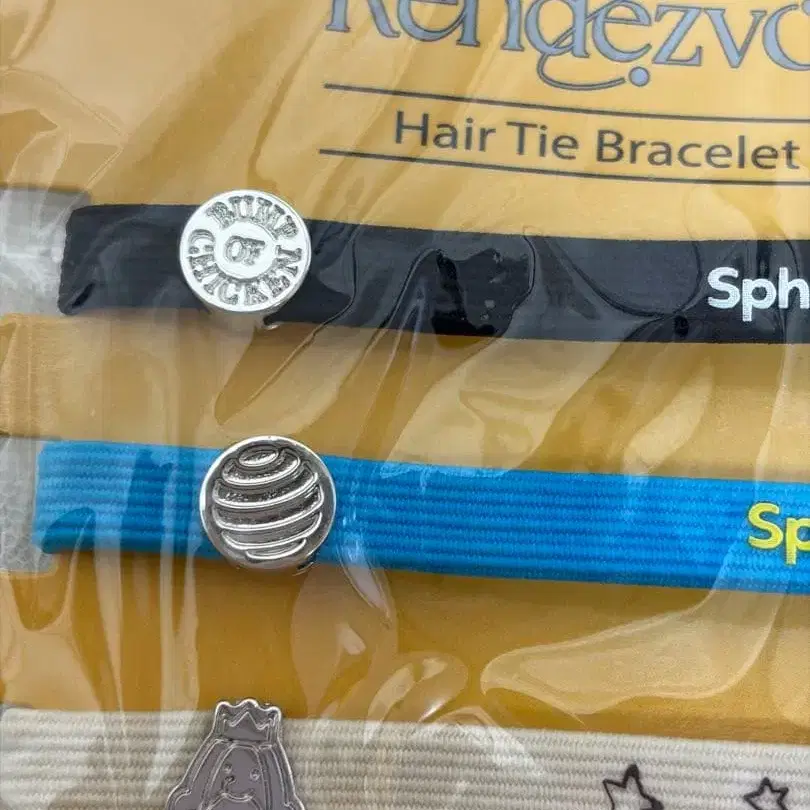 Rendezvo
Hair Tie Bracelet
BUMP
OF
CHICKEN
Sph
Sp